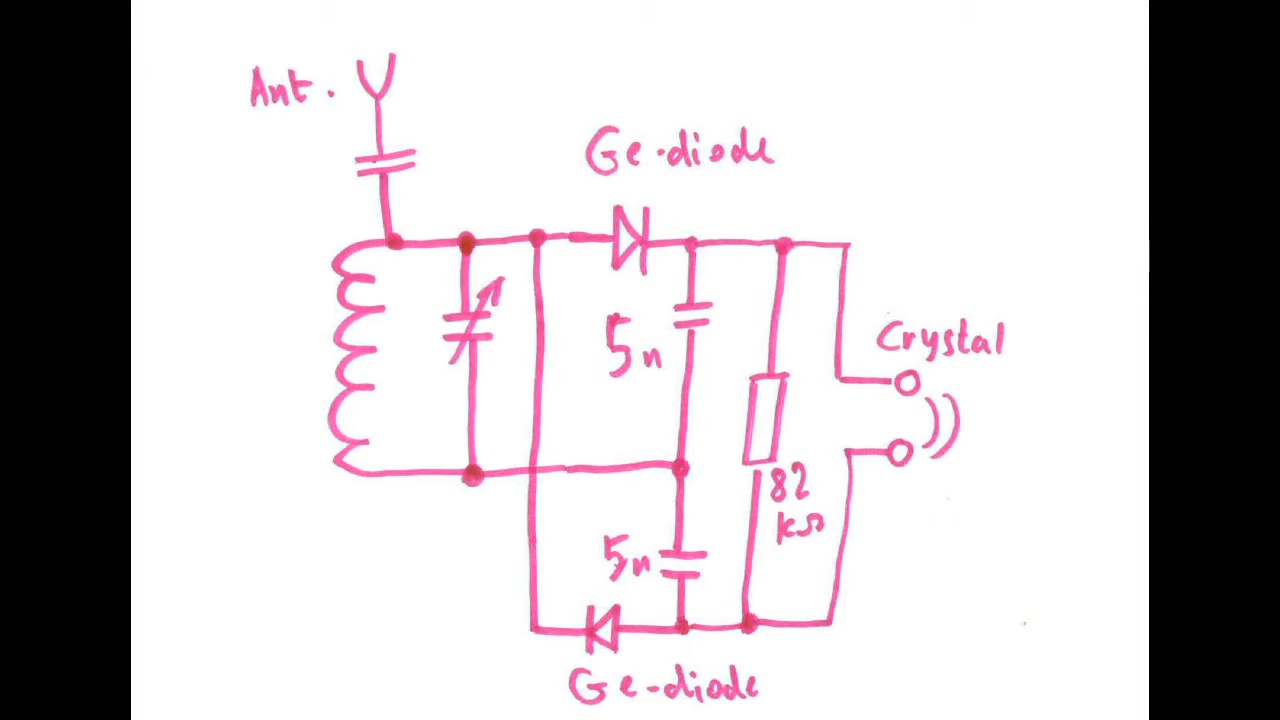 Ant.
Ge-diode
5n
Crystal
82
kΩ
5n
Ge-diode